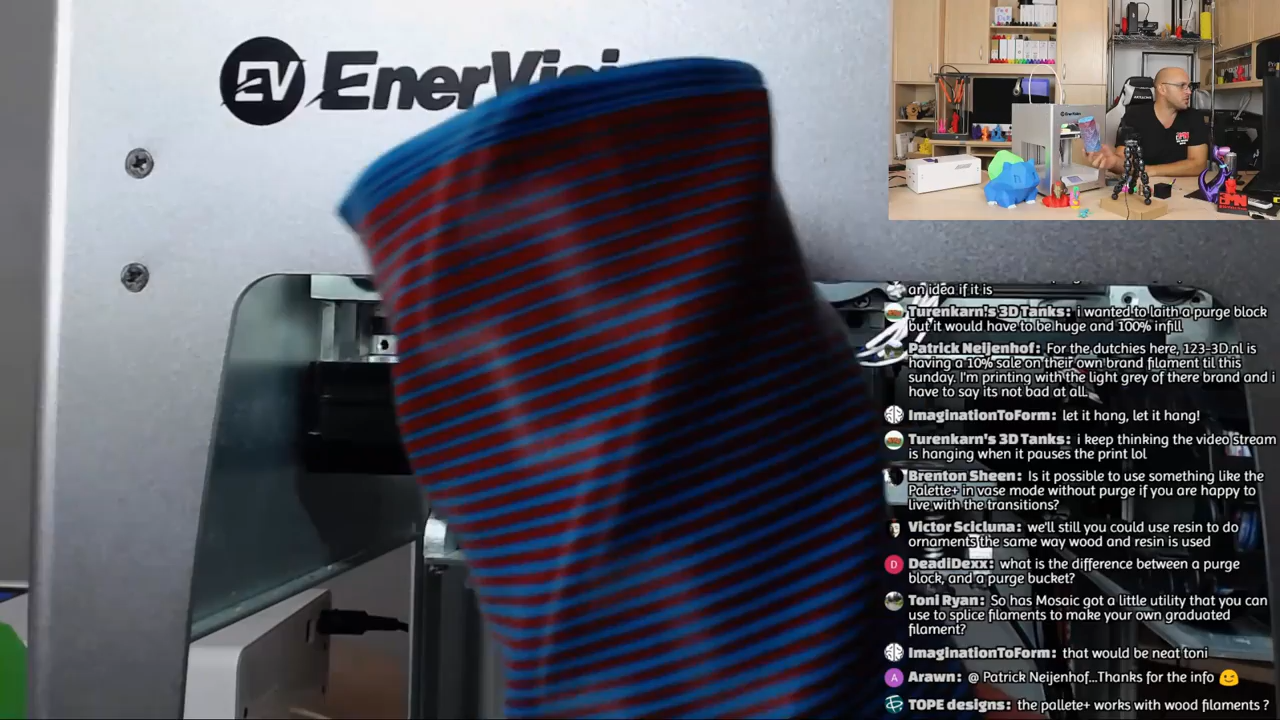 EV EnerVisi
an idea if it is
Turenkarn's 3D Tanks: i wanted to laith a purge block
but it would have to be huge and 100% infill
Patrick Neijenhof: For the dutchies here, 123-3D.nl is
having a 10% sale on their own brand filament til this
sunday. I'm printing with the light grey of there brand and i
have to say its not bad at all.
ImaginationToForm: let it hang, let it hang!
Turenkarn's 3D Tanks: i keep thinking the video stream
is hanging when it pauses the print lol
Brenton Sheen: Is it possible to use something like the
Palette+ in vase mode without purge if you are happy to
live with the transitions?
Victor Scicluna: we'll still you could use resin to do
ornaments the same way wood and resin is used
D DeadiDexx: what is the difference between a purge
block, and a purge bucket?
Toni Ryan: So has Mosaic got a little utility that you can
use to splice filaments to make your own graduated
filament?
ImaginationToForm: that would be neat toni
A Arawn: @ Patrick Neijenhof...Thanks for the info 😉
TOPE designs: the pallete+ works with wood filaments ?